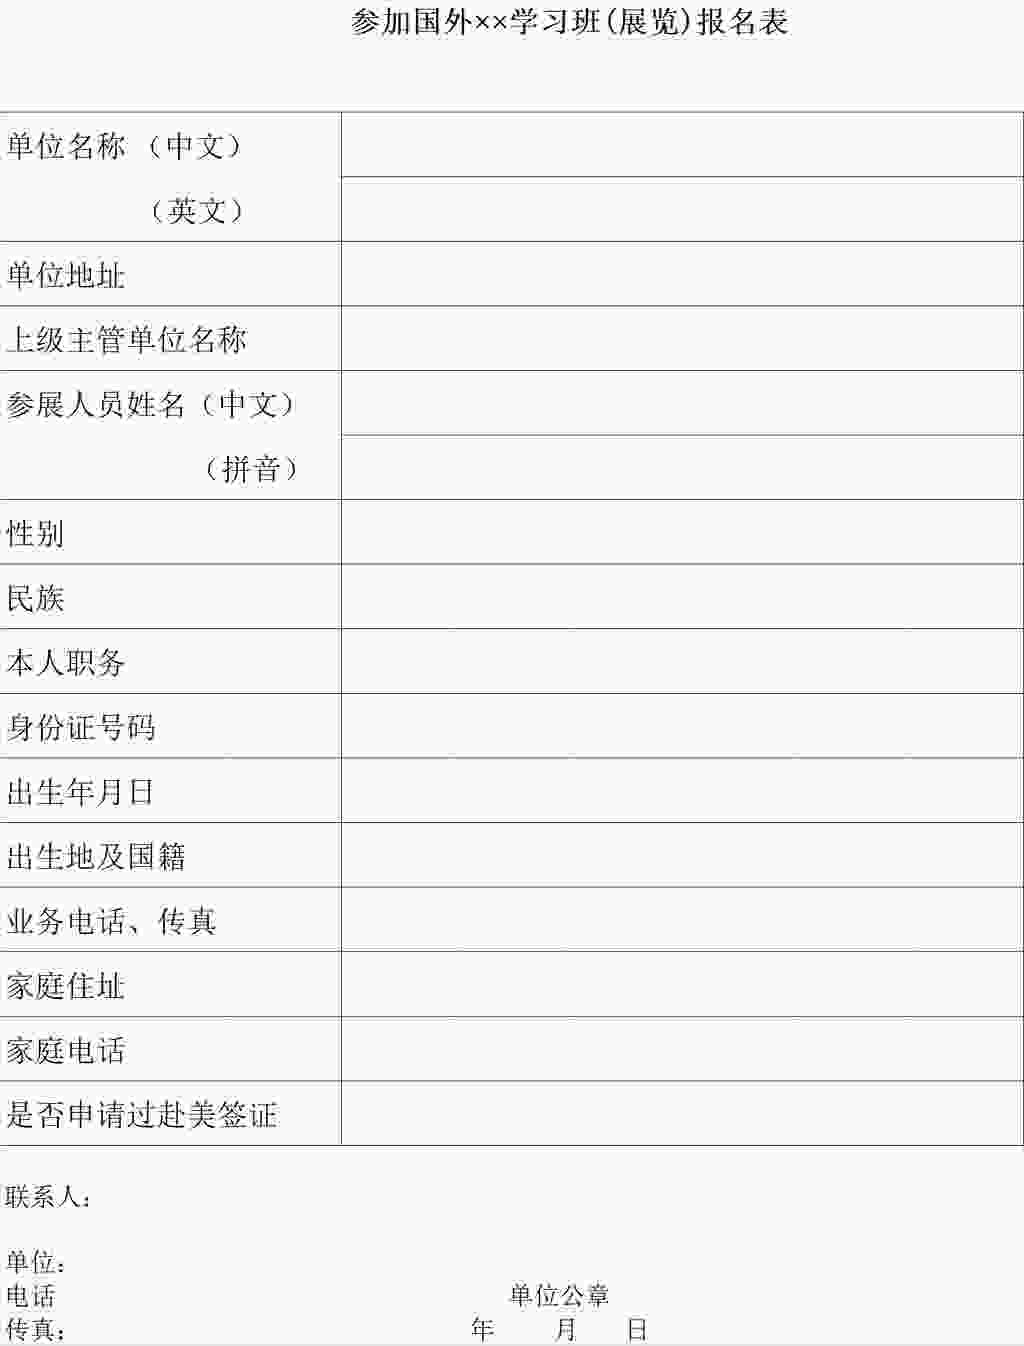 参加国外××学习班(展览)报名表
单位名称（中文）
（英文）
单位地址
上级主管单位名称
参展人员姓名（中文）
（拼音）
性别
民族
本人职务
身份证号码
出生年月日
出生地及国籍
业务电话、传真
家庭住址
家庭电话
是否申请过赴美签证
联系人：
单位：
电话 单位公章
传真： 年 月 日